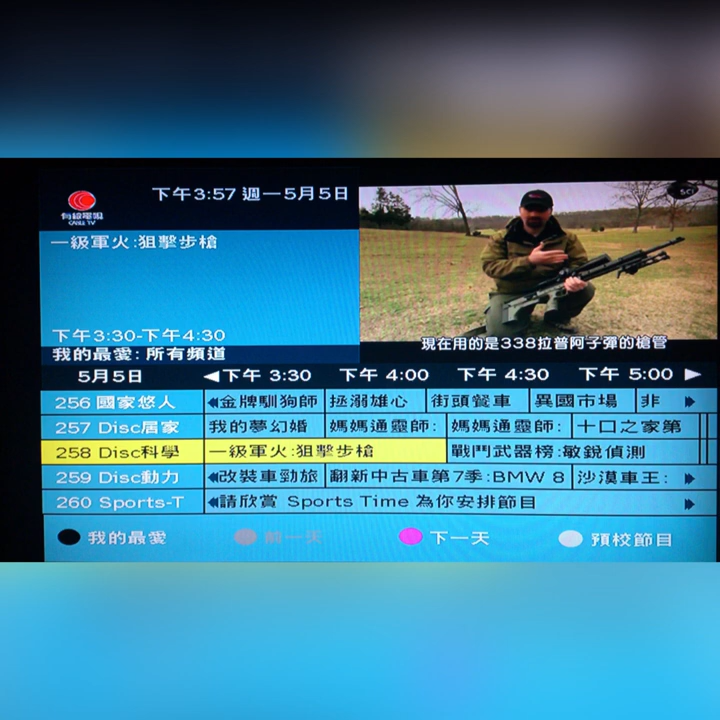 下午3:57 週一5月5日
有線電視
CABLE TV
SCI
一級軍火:狙擊步槍
下午3:30-下午4:30
我的最愛: 所有頻道
現在用的是338拉普阿子彈的槍管
5月5日 ◀下午 3:30 下午 4:00 下午 4:30 下午 5:00 ▶
256 國家悠人 金牌馴狗師 拯溺雄心 街頭餐車 異國市場 非
257 Disc居家 我的夢幻婚 媽媽通靈師: 媽媽通靈師: 十口之家第
258 Disc科學 一級軍火:狙擊步槍 戰鬥武器榜:敏銳偵測
259 Disc動力 改裝車勁旅 翻新中古車第7季:BMW 8 沙漠車王:
260 Sports-T 請欣賞 Sports Time 為你安排節目
我的最愛 前一天 下一天 預校節目